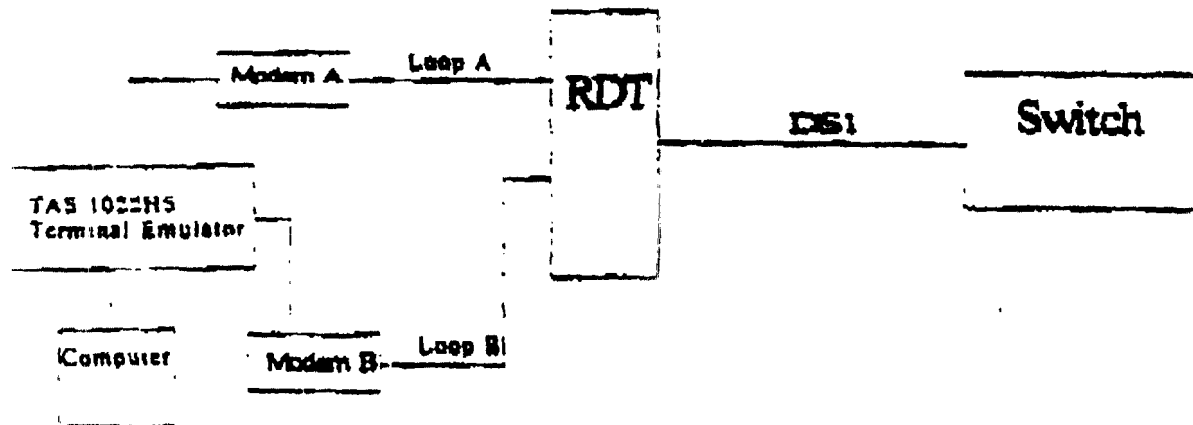 Modem A
Loop A
RDT
DS1
Switch
TAS 1022HS
Terminal Emulator
Computer
Modem B
Loop B